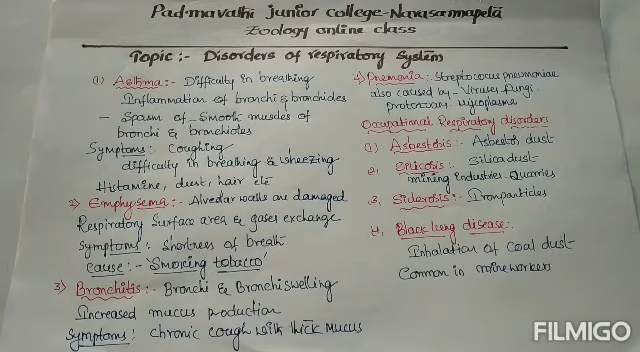 Padmavathi Junior college-Narasannapeta
Zoology online class
Topic:- Disorders of respiratory System
1) Asthma:- Difficulty in breathing
Inflammation of bronchi & bronchioles
- Spasm of smooth muscles of
bronchi & bronchioles
Symptoms: Coughing
difficulty in breathing & wheezing
Histamine, dust, hair etc
2) Emphysema:- Alveolar walls are damaged
Respiratory Surface area & gases exchange
Symptoms: Shortness of breath
Cause:- 'Smoking tobacco'
3) Bronchitis:- Bronchi & Bronchi swelling
Increased mucus production
Symptoms: chronic cough with thick mucus
4) Pnemonia: Streptococus pneumoniae
also caused by - Viruses, fungi
protozoan, Mycoplasma
Occupational Respiratory disorders
(1) Asbestosis: Asbestos dust
2, Silicosis: Silica dust
mining Industries, Quarries
3, Siderosis: Iron particles
4, Black lung disease:
Inhalation of Coal dust
Common in mine workers
FILMIGO